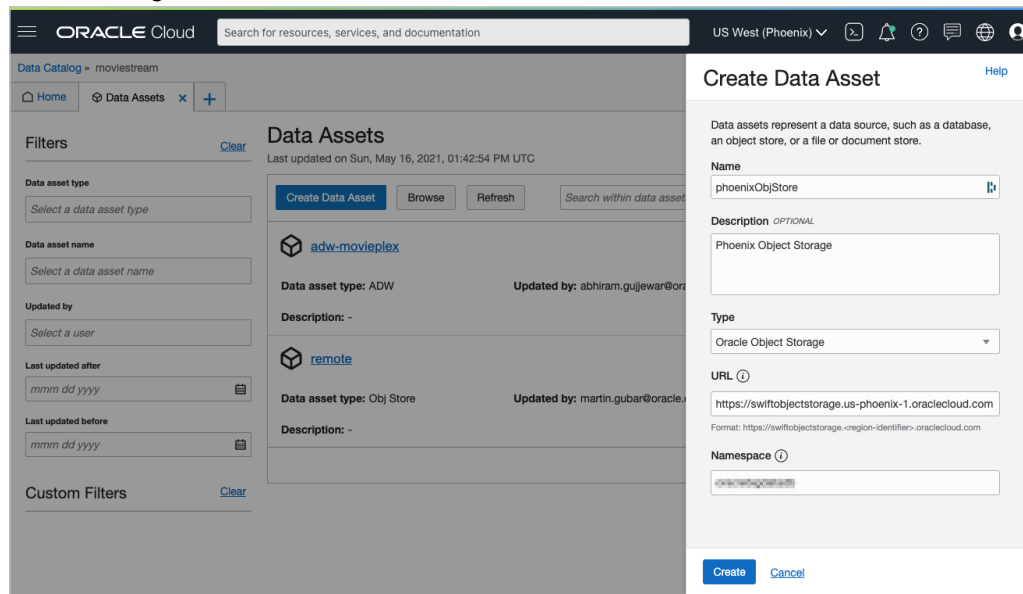 ORACLE Cloud
Search for resources, services, and documentation
US West (Phoenix)
Data Catalog » moviestream
Home
Data Assets x +
Filters
Clear
Data asset type
Select a data asset type
Data asset name
Select a data asset name
Updated by
Select a user
Last updated after
mmm dd yyyy
Last updated before
mmm dd yyyy
Custom Filters
Clear
Data Assets
Last updated on Sun, May 16, 2021, 01:42:54 PM UTC
Create Data Asset Browse Refresh Search within data asset
adw-movieplex
Data asset type: ADW Updated by: abhiram.gujjewar@ora
Description: -
remote
Data asset type: Obj Store Updated by: martin.gubar@oracle.
Description: -
Create Data Asset
Help
Data assets represent a data source, such as a database,
an object store, or a file or document store.
Name
phoenixObjStore
Description OPTIONAL
Phoenix Object Storage
Type
Oracle Object Storage
URL
https://swiftobjectstorage.us-phoenix-1.oraclecloud.com
Format: https://swiftobjectstorage.<region-identifier>.oraclecloud.com
Namespace
Create Cancel